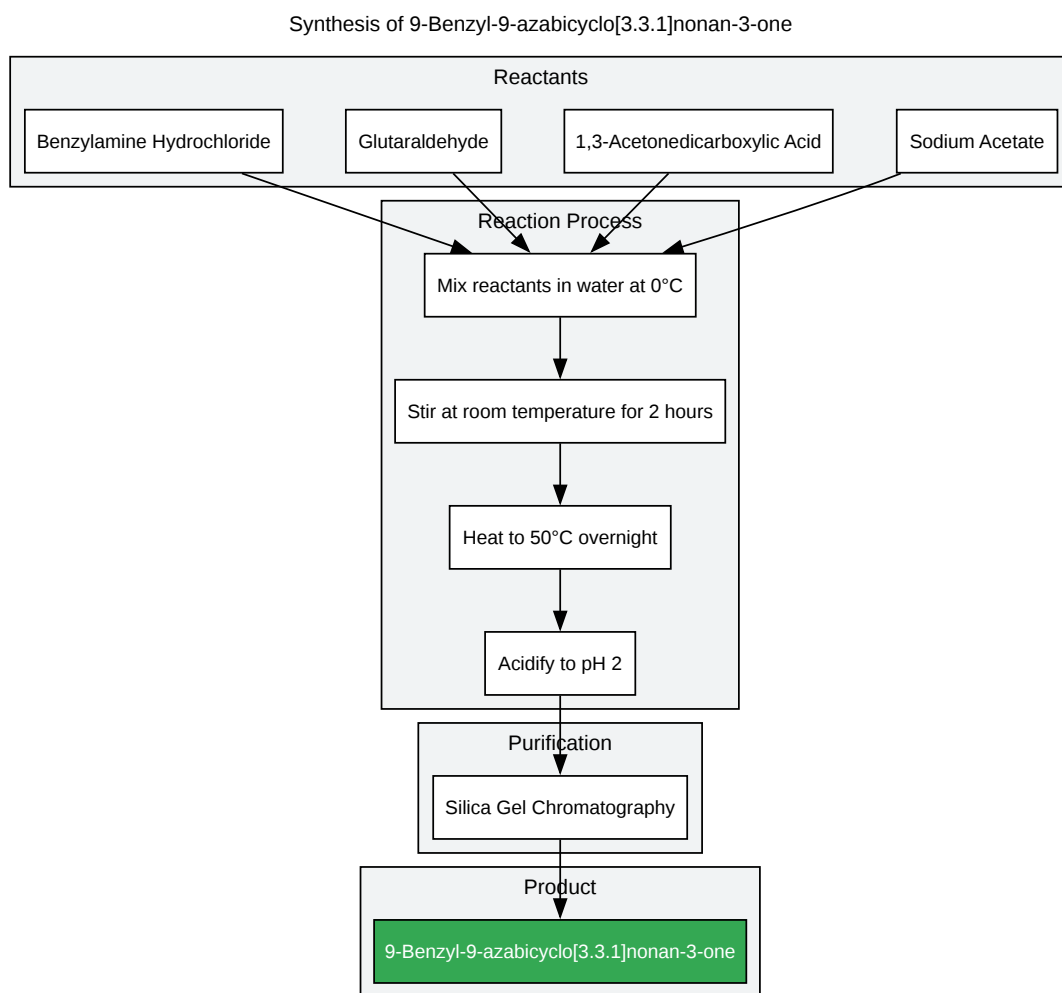 Synthesis of 9-Benzyl-9-azabicyclo[3.3.1]nonan-3-one
Reactants
Benzylamine Hydrochloride
Glutaraldehyde
1,3-Acetonedicarboxylic Acid
Sodium Acetate
Reaction Process
Mix reactants in water at 0°C
Stir at room temperature for 2 hours
Heat to 50°C overnight
Acidify to pH 2
Purification
Silica Gel Chromatography
Product
9-Benzyl-9-azabicyclo[3.3.1]nonan-3-one